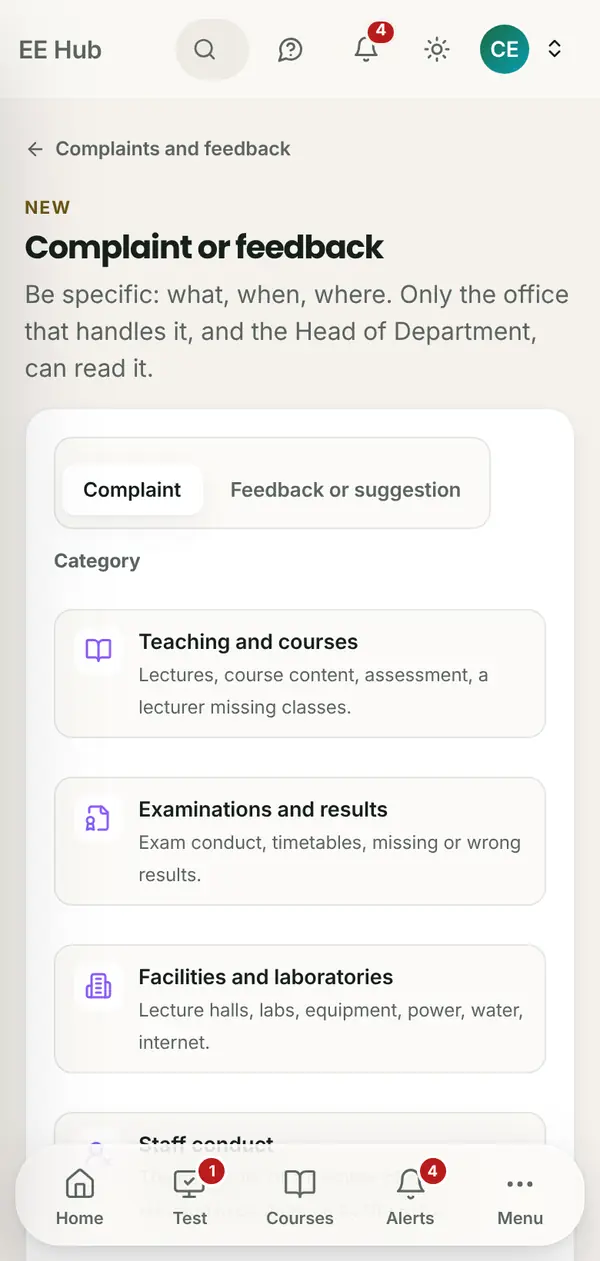 EE Hub
4
CE
Complaints and feedback
NEW
Complaint or feedback
Be specific: what, when, where. Only the office
that handles it, and the Head of Department,
can read it.
Complaint
Feedback or suggestion
Category
Teaching and courses
Lectures, course content, assessment, a
lecturer missing classes.
Examinations and results
Exam conduct, timetables, missing or wrong
results.
Facilities and laboratories
Lecture halls, labs, equipment, power, water,
internet.
Staff conduct
1
4
Home
Test
Courses
Alerts
Menu